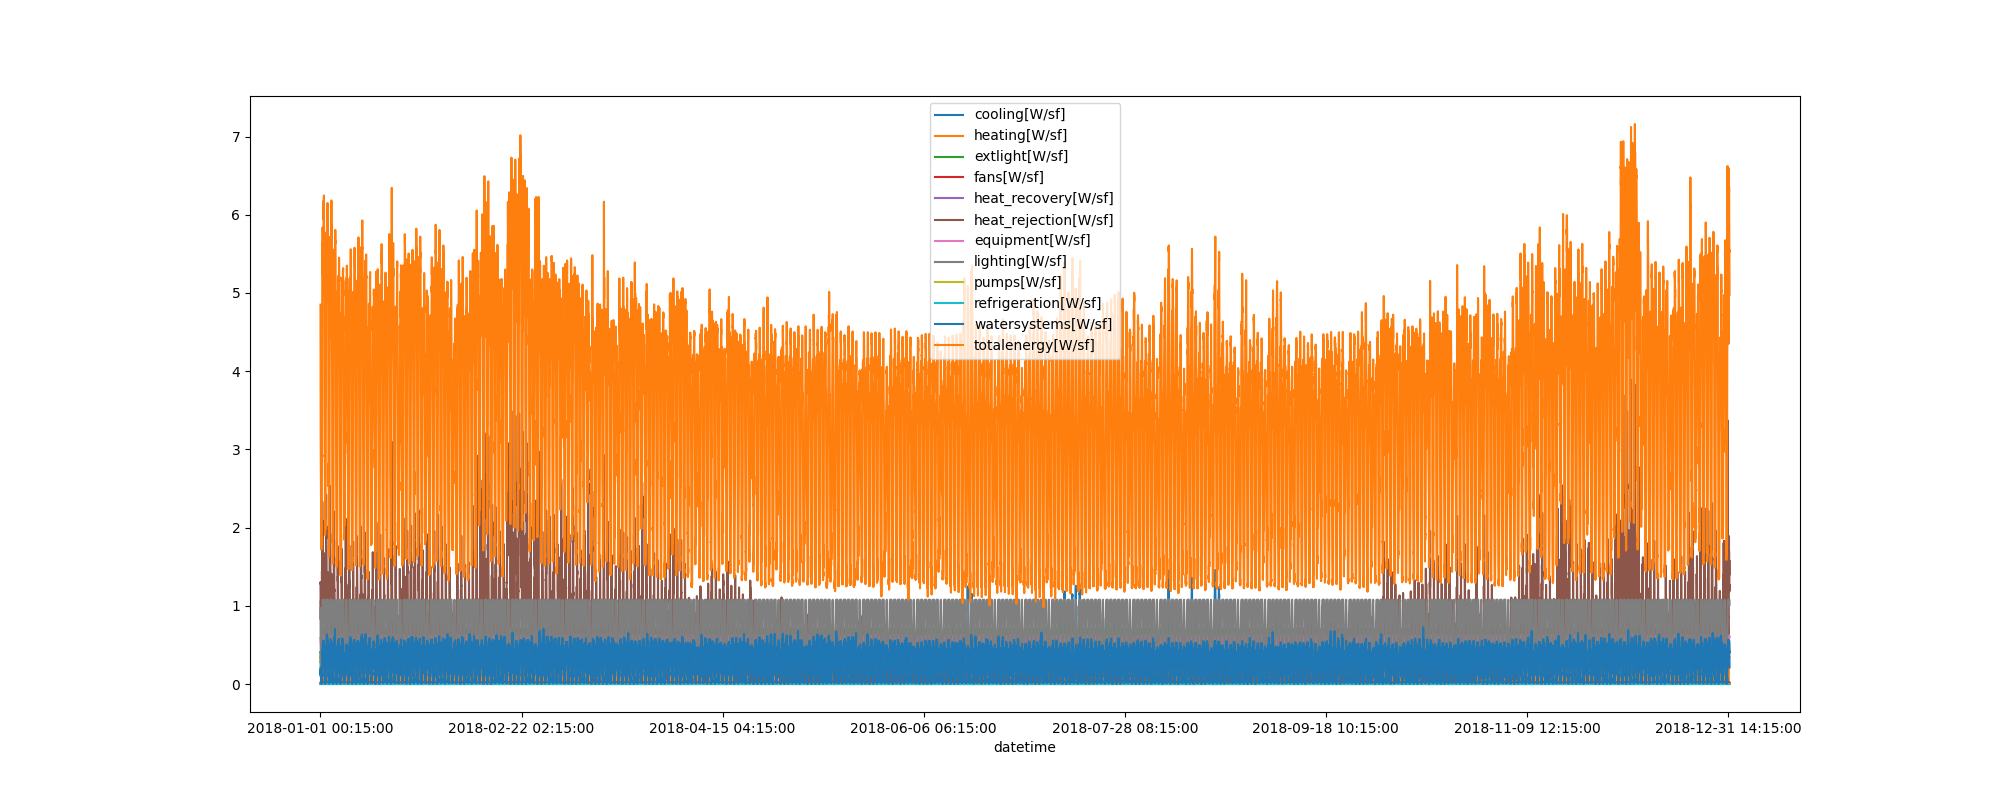 cooling[W/sf]
heating[W/sf]
extlight[W/sf]
fans[W/sf]
heat_recovery[W/sf]
heat_rejection[W/sf]
equipment[W/sf]
lighting[W/sf]
pumps[W/sf]
refrigeration[W/sf]
watersystems[W/sf]
totalenergy[W/sf]
7
6
5
4
3
2
1
0
2018-01-01 00:15:00 2018-02-22 02:15:00 2018-04-15 04:15:00 2018-06-06 06:15:00 2018-07-28 08:15:00 2018-09-18 10:15:00 2018-11-09 12:15:00 2018-12-31 14:15:00
datetime